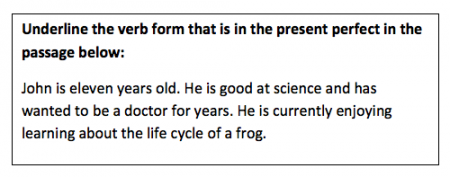 Underline the verb form that is in the present perfect in the
passage below:
John is eleven years old. He is good at science and has
wanted to be a doctor for years. He is currently enjoying
learning about the life cycle of a frog.